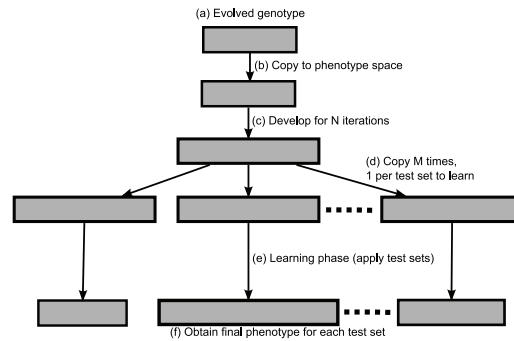 (a) Evolved genotype
(b) Copy to phenotype space
(c) Develop for N iterations
(d) Copy M times,
1 per test set to learn
(e) Learning phase (apply test sets)
(f) Obtain final phenotype for each test set